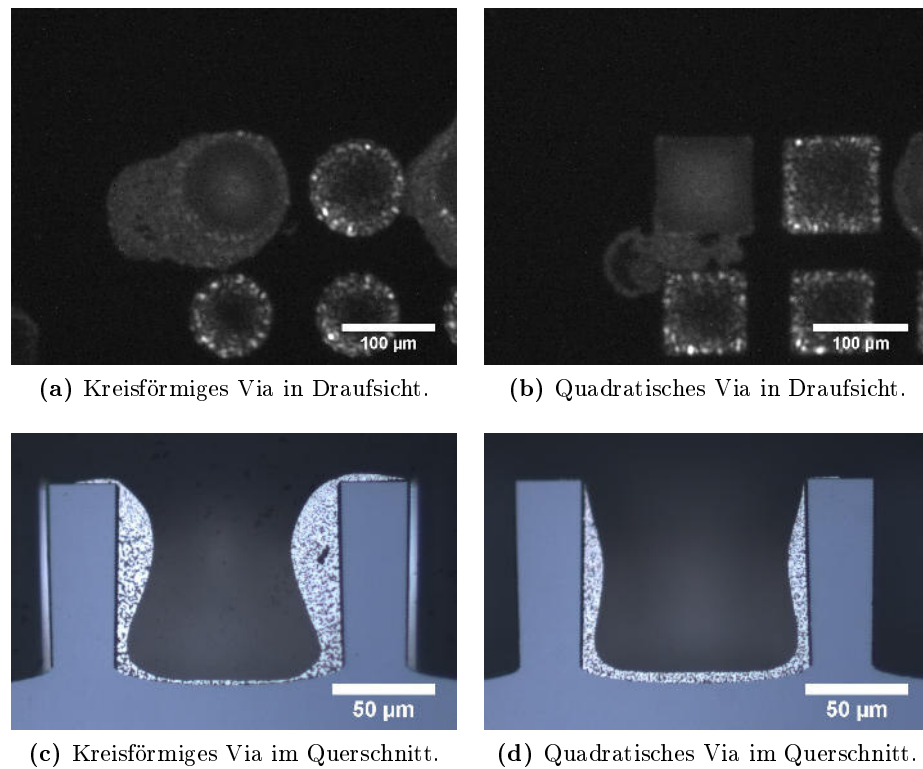 100 µm
100 µm
(a) Kreisförmiges Via in Draufsicht.
(b) Quadratisches Via in Draufsicht.
50 µm
50 µm
(c) Kreisförmiges Via im Querschnitt.
(d) Quadratisches Via im Querschnitt.